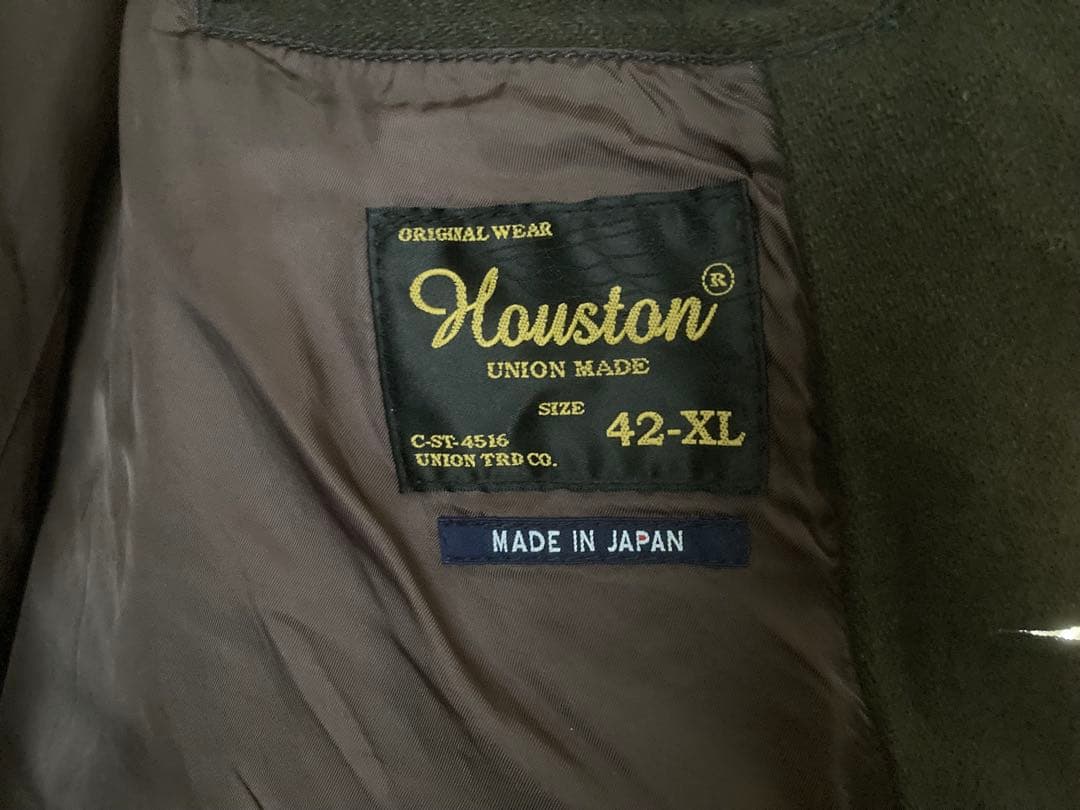 ORIGINAL WEAR
Houston®
UNION MADE
SIZE
42-XL
C-ST-4516
UNION TRD CO.
MADE IN JAPAN